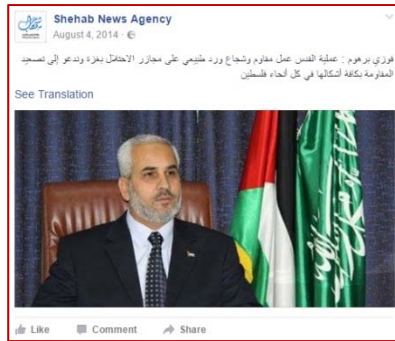 Shehab News Agency
August 4, 2014 ·
فوزي برهوم : عملية القدس عمل مقاوم وشجاع ورد طبيعي على مجازر الاحتلال بغزة وندعو إلى تصعيد
المقاومة بكافة أشكالها في كل أنحاء فلسطين
See Translation
Like Comment Share